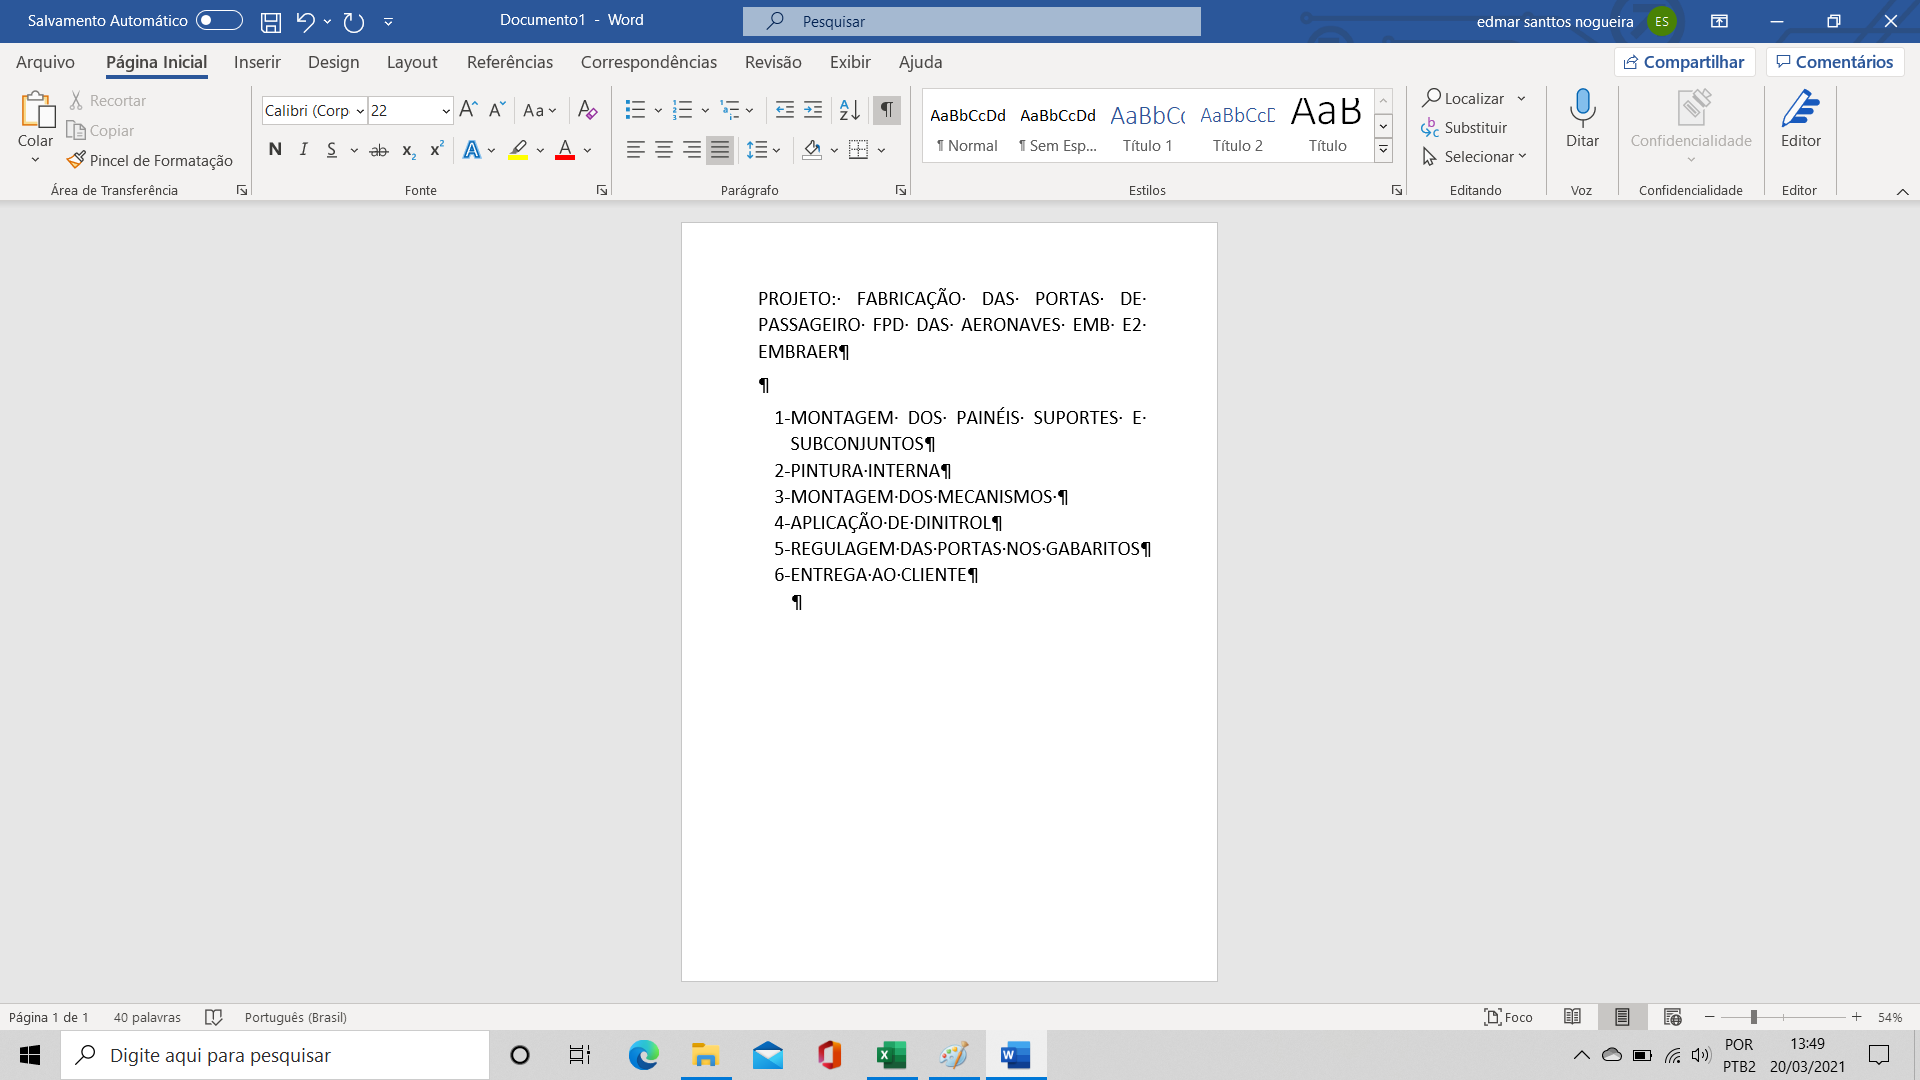 Salvamento Automático
Documento1 - Word
Pesquisar
edmar santtos nogueira
ES
Arquivo
Página Inicial
Inserir
Design
Layout
Referências
Correspondências
Revisão
Exibir
Ajuda
Compartilhar
Comentários
Colar
Recortar
Copiar
Pincel de Formatação
Área de Transferência
Calibri (Corp
22
Aa
N I S ab x₂ x²
Fonte
Parágrafo
AaBbCcDd
¶ Normal
AaBbCcDd
¶ Sem Esp...
AaBbCc
Título 1
AaBbCcD
Título 2
AaB
Título
Estilos
Localizar
Substituir
Selecionar
Editando
Ditar
Voz
Confidencialidade
Confidencialidade
Editor
Editor
PROJETO:· FABRICAÇÃO· DAS· PORTAS· DE·
PASSAGEIRO· FPD· DAS· AERONAVES· EMB· E2·
EMBRAER¶
¶
1-MONTAGEM· DOS· PAINÉIS· SUPORTES· E·
SUBCONJUNTOS¶
2-PINTURA·INTERNA¶
3-MONTAGEM·DOS·MECANISMOS·¶
4-APLICAÇÃO·DE·DINITROL¶
5-REGULAGEM·DAS·PORTAS·NOS·GABARITOS¶
6-ENTREGA·AO·CLIENTE¶
¶
Página 1 de 1
40 palavras
Português (Brasil)
Foco
54%
Digite aqui para pesquisar
POR
PTB2
13:49
20/03/2021